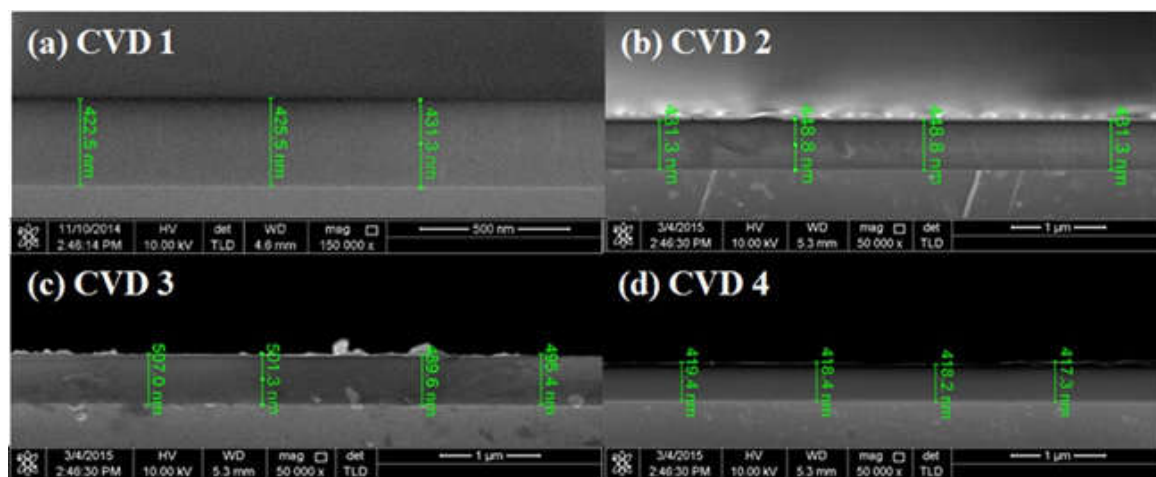 (a) CVD 1
422.5 nm
425.5 nm
431.3 nm
11/10/2014 HV det WD mag □ 500 nm
2:46:14 PM 10.00 kV TLD 4.6 mm 150 000 x
(b) CVD 2
431.3 nm
448.8 nm
448.8 nm
431.3 nm
3/4/2015 HV WD mag □ det 1 µm
2:46:30 PM 10.00 kV 5.3 mm 50 000 x TLD
(c) CVD 3
507.0 nm
501.3 nm
489.6 nm
495.4 nm
3/4/2015 HV WD mag □ det 1 µm
2:46:30 PM 10.00 kV 5.3 mm 50 000 x TLD
(d) CVD 4
419.4 nm
418.4 nm
418.2 nm
417.3 nm
3/4/2015 HV WD mag □ det 1 µm
2:46:30 PM 10.00 kV 5.3 mm 50 000 x TLD